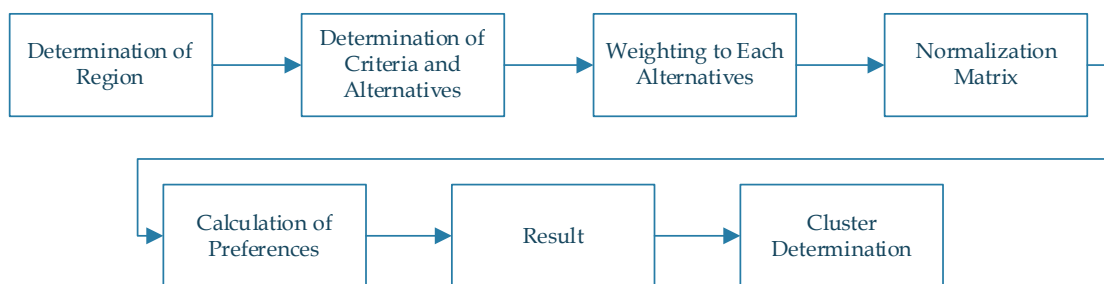 Determination of
Region
Determination of
Criteria and
Alternatives
Weighting to Each
Alternatives
Normalization
Matrix
Calculation of
Preferences
Result
Cluster
Determination